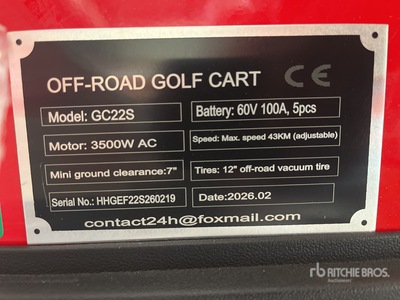 OFF-ROAD GOLF CART CE
Model: GC22S
Battery: 60V 100A, 5pcs
Motor: 3500W AC
Speed: Max. speed 43KM (adjustable)
Mini ground clearance:7"
Tires: 12" off-road vacuum tire
Serial No.: HHGEF22S260219
Date:2026.02
contact24h@foxmail.com
rb RITCHIE BROS.
Auctioneers